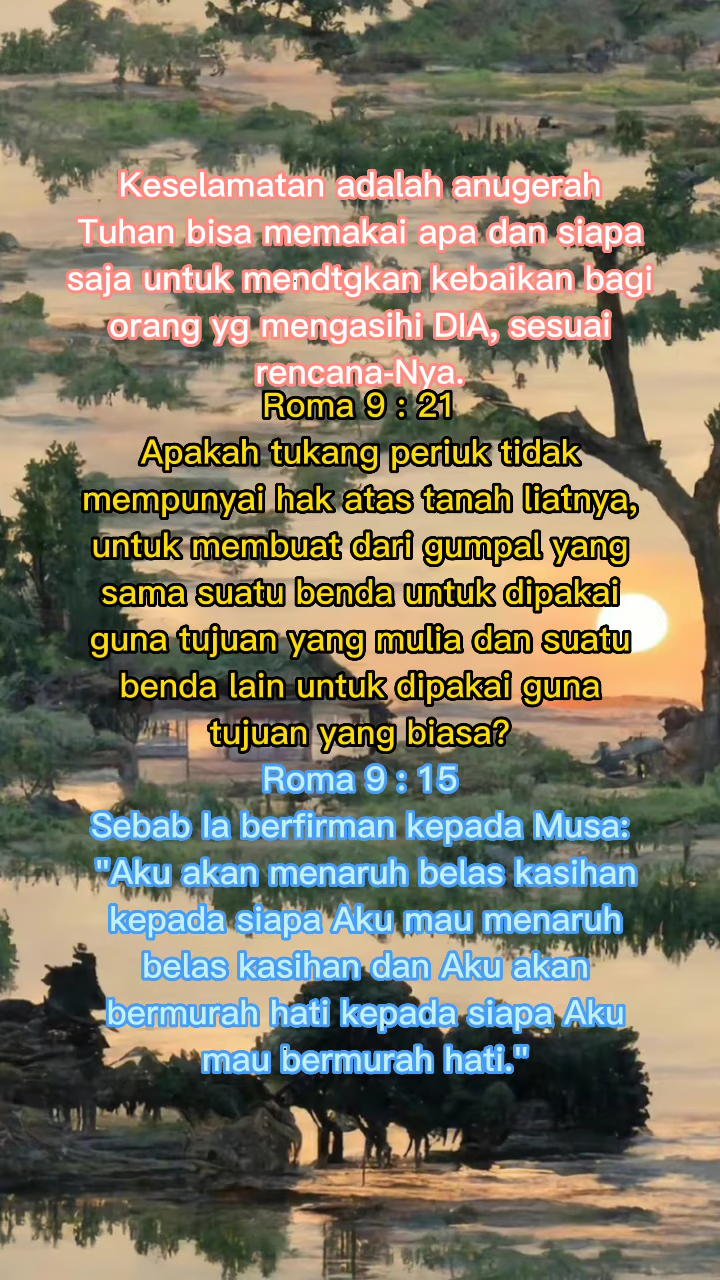 Keselamatan adalah anugerah
Tuhan bisa memakai apa dan siapa
saja untuk mendtgkan kebaikan bagi
orang yg mengasihi DIA, sesuai
rencana-Nya.
Roma 9 : 21
Apakah tukang periuk tidak
mempunyai hak atas tanah liatnya,
untuk membuat dari gumpal yang
sama suatu benda untuk dipakai
guna tujuan yang mulia dan suatu
benda lain untuk dipakai guna
tujuan yang biasa?
Roma 9 : 15
Sebab Ia berfirman kepada Musa:
"Aku akan menaruh belas kasihan
kepada siapa Aku mau menaruh
belas kasihan dan Aku akan
bermurah hati kepada siapa Aku
mau bermurah hati."